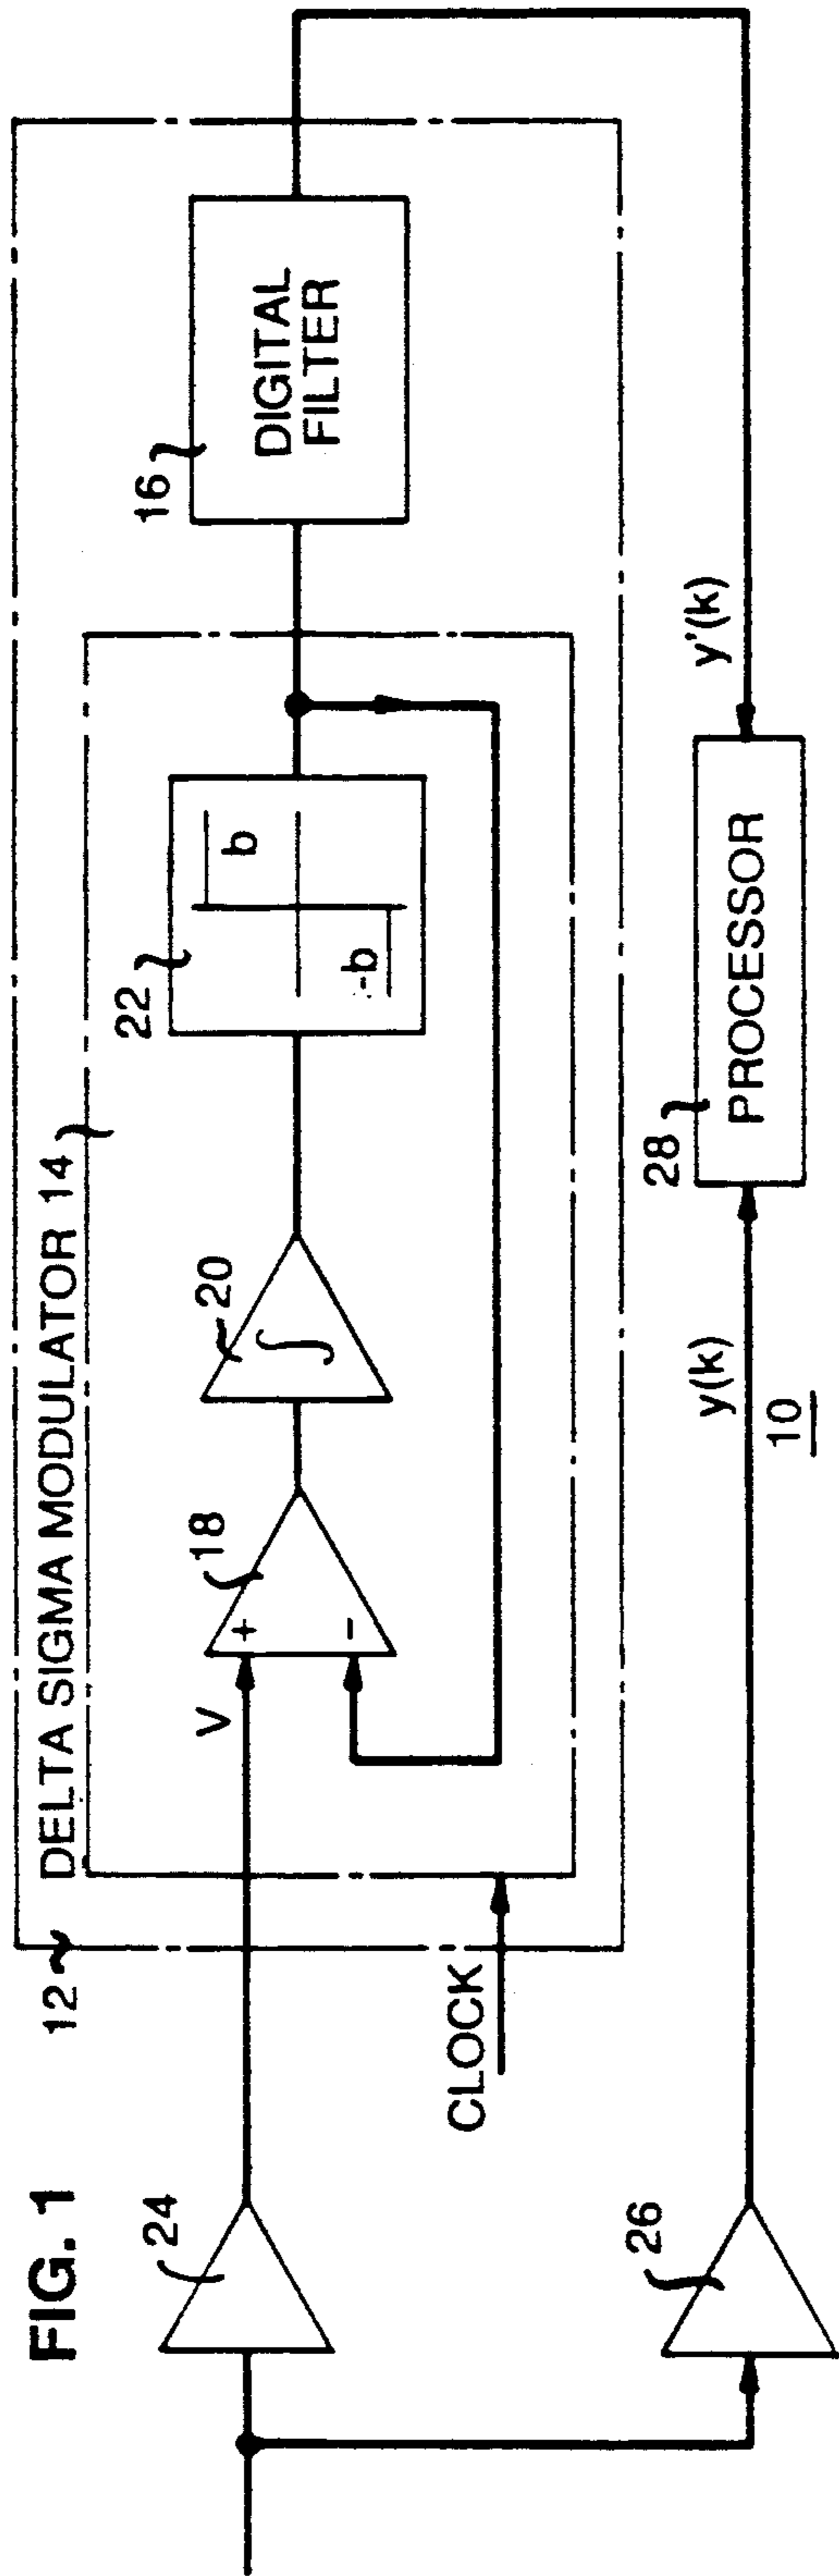 FIG. 1
12
DELTA SIGMA MODULATOR 14
24
V
+
-
18
20
∫
22
b
-b
16
DIGITAL
FILTER
CLOCK
26
y(k)
10
28
PROCESSOR
y'(k)